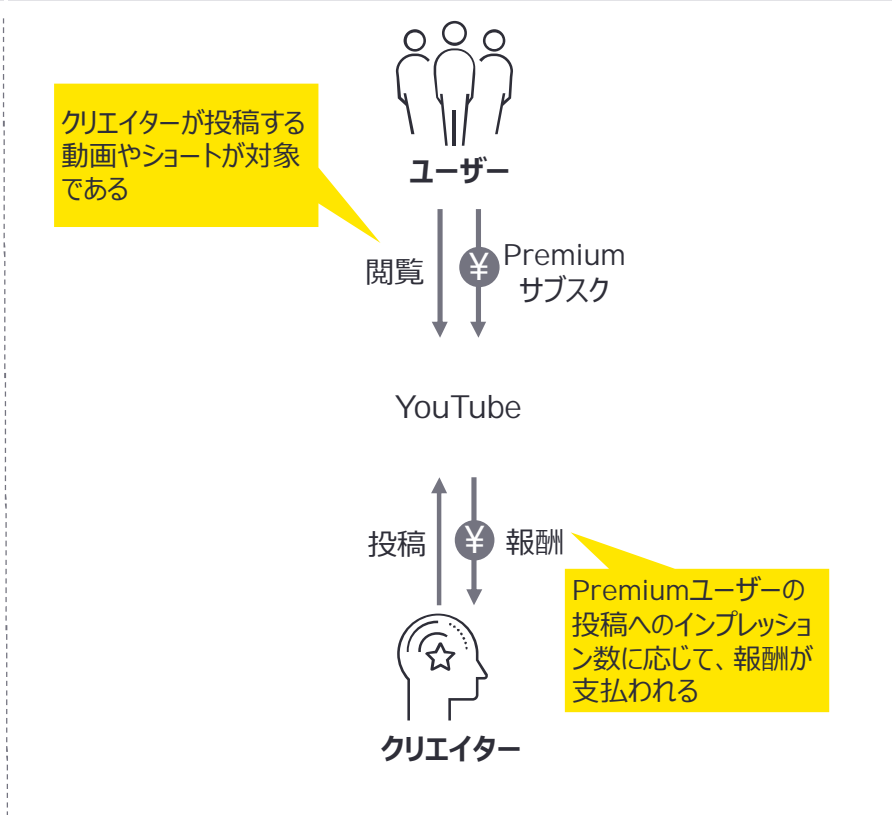 クリエイターが投稿する
動画やショートが対象
である
ユーザー
閲覧
¥
Premium
サブスク
YouTube
投稿
¥
報酬
Premiumユーザーの
投稿へのインプレッショ
ン数に応じて、報酬が
支払われる
クリエイター